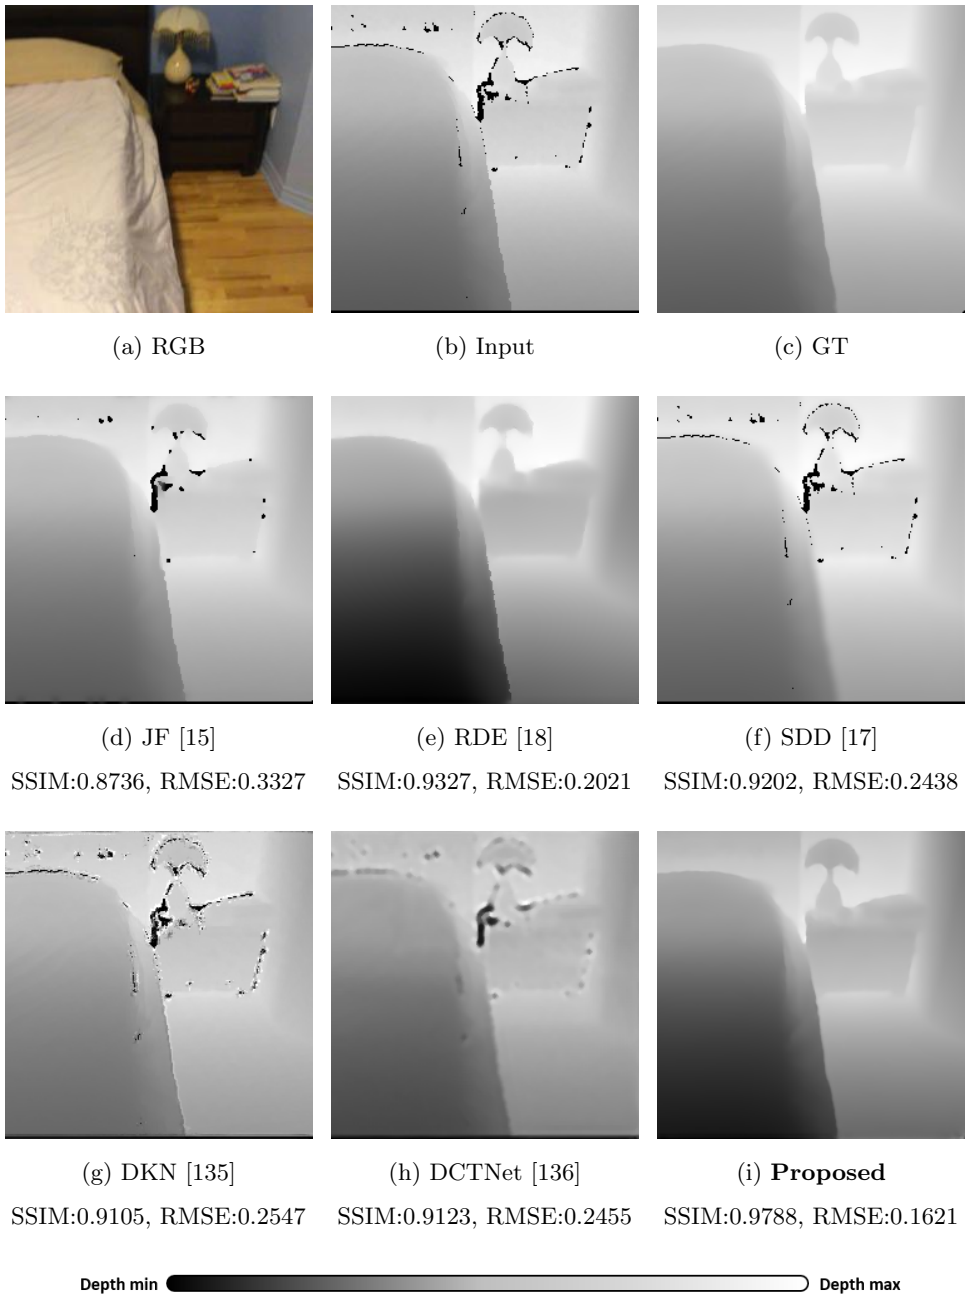 (a) RGB
(b) Input
(c) GT
(d) JF [15]
SSIM:0.8736, RMSE:0.3327
(e) RDE [18]
SSIM:0.9327, RMSE:0.2021
(f) SDD [17]
SSIM:0.9202, RMSE:0.2438
(g) DKN [135]
SSIM:0.9105, RMSE:0.2547
(h) DCTNet [136]
SSIM:0.9123, RMSE:0.2455
(i) Proposed
SSIM:0.9788, RMSE:0.1621
Depth min
Depth max